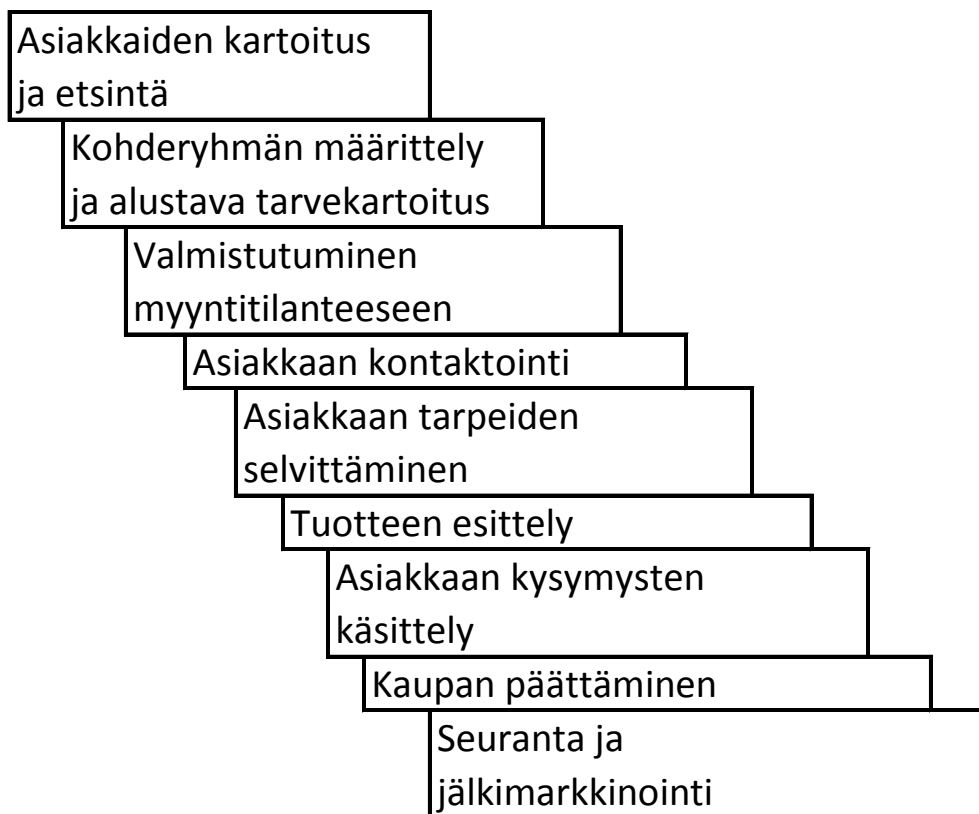 Asiakkaiden kartoitus
ja etsintä
Kohderyhmän määrittely
ja alustava tarvekartoitus
Valmistutuminen
myyntitilanteeseen
Asiakkaan kontaktointi
Asiakkaan tarpeiden
selvittäminen
Tuotteen esittely
Asiakkaan kysymysten
käsittely
Kaupan päättäminen
Seuranta ja
jälkimarkkinointi